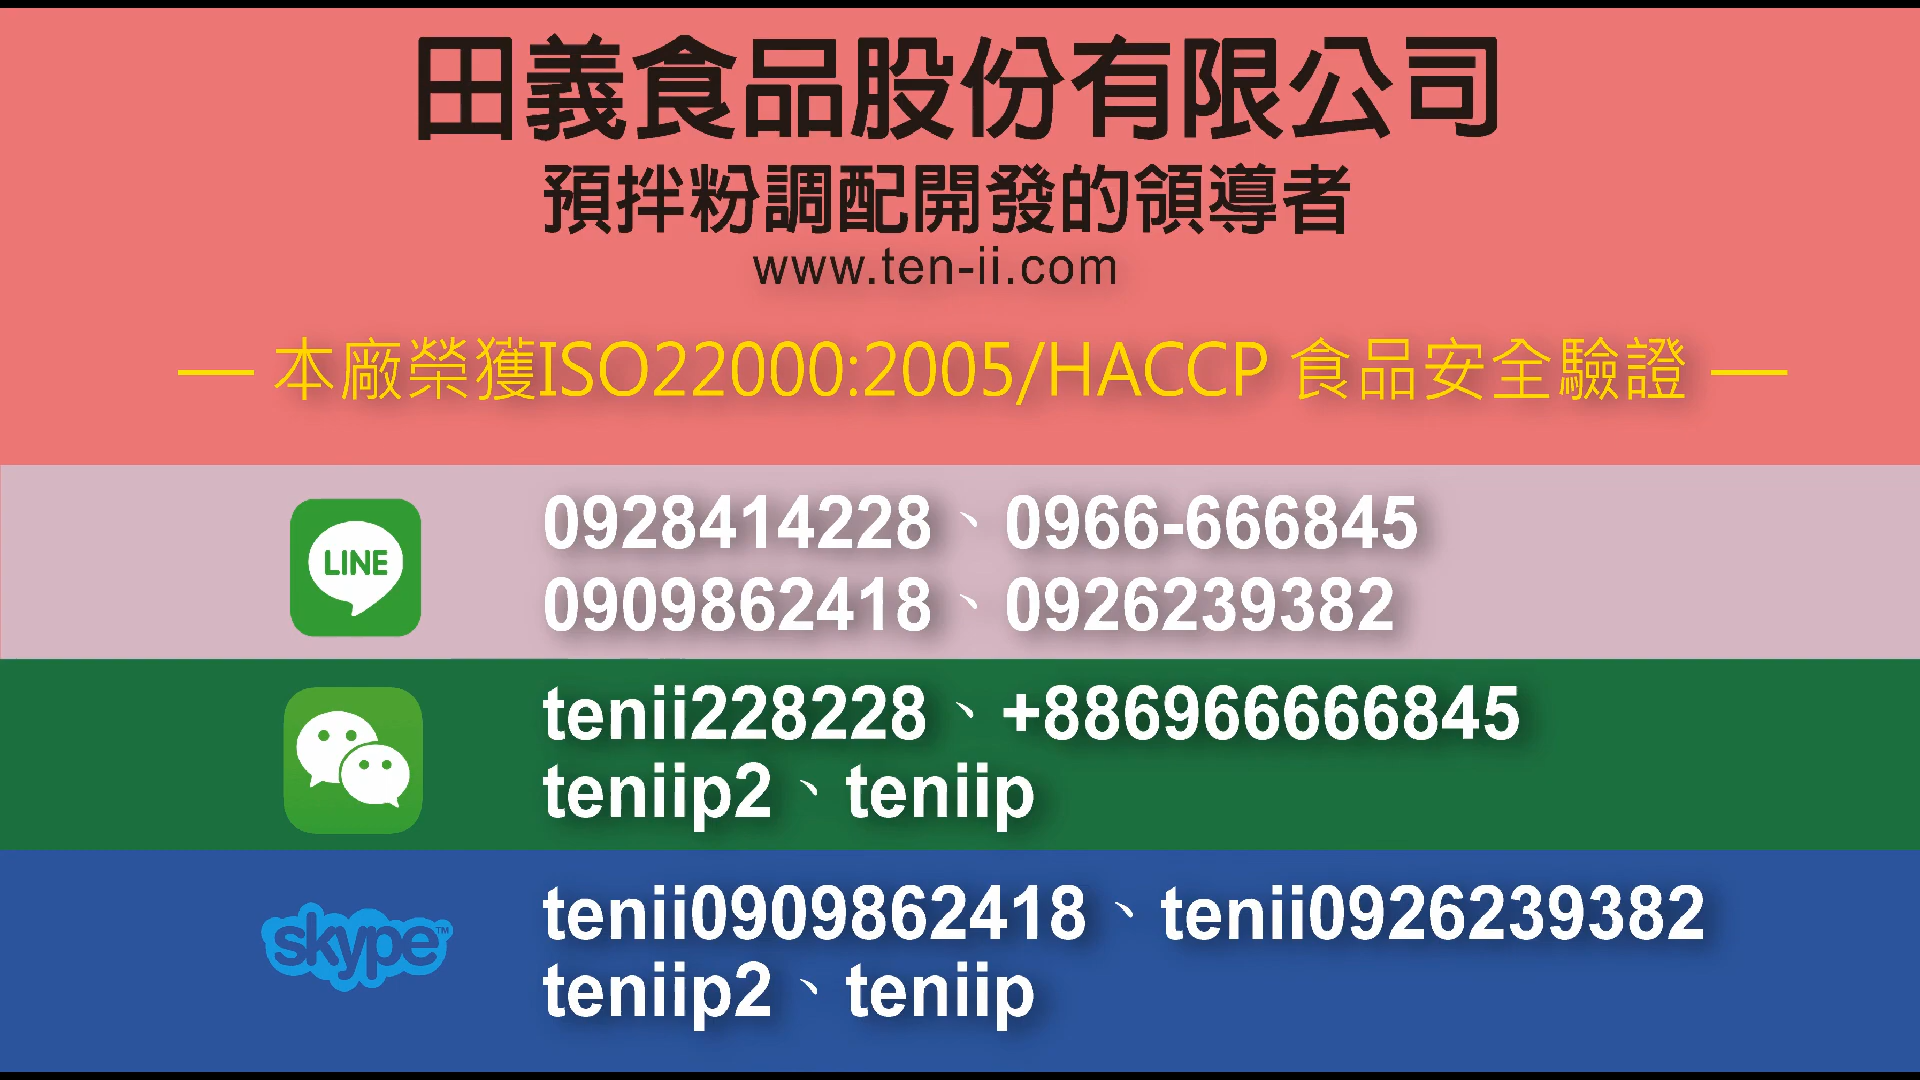 田義食品股份有限公司
預拌粉調配開發的領導者
www.ten-ii.com
— 本廠榮獲ISO22000:2005/HACCP 食品安全驗證 —
LINE
0928414228、0966-666845
0909862418、0926239382
tenii228228、+886966666845
teniip2、teniip
skype™
tenii0909862418、tenii0926239382
teniip2、teniip